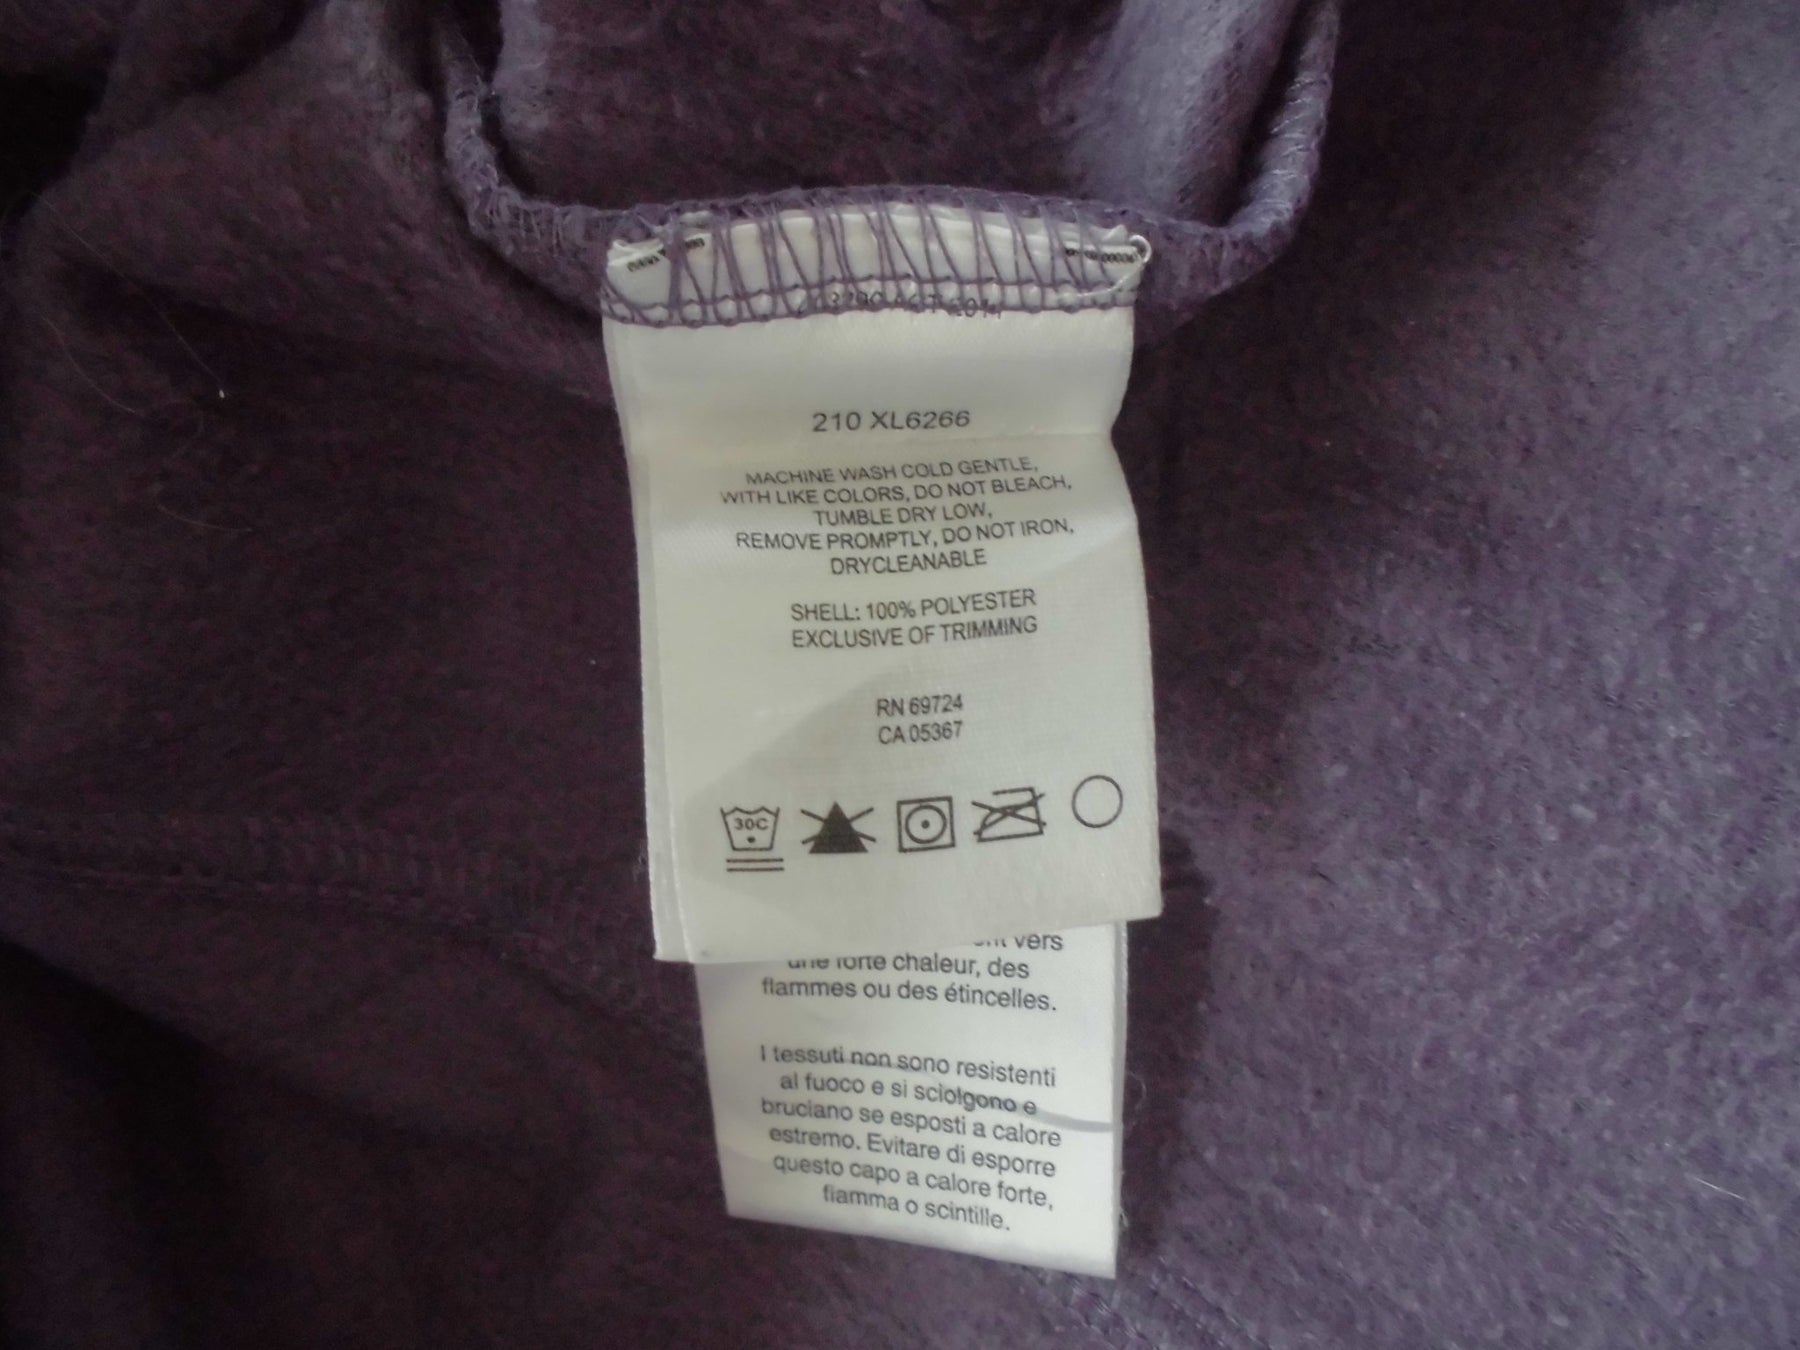 210 XL6266
MACHINE WASH COLD GENTLE,
WITH LIKE COLORS, DO NOT BLEACH,
TUMBLE DRY LOW,
REMOVE PROMPTLY, DO NOT IRON,
DRYCLEANABLE
SHELL: 100% POLYESTER
EXCLUSIVE OF TRIMMING
RN 69724
CA 05367
30C
vers
une forte chaleur, des
flammes ou des étincelles.
I tessuti non sono resistenti
al fuoco e si sciolgono e
bruciano se esposti a calore
estremo. Evitare di esporre
questo capo a calore forte,
fiamma o scintille.